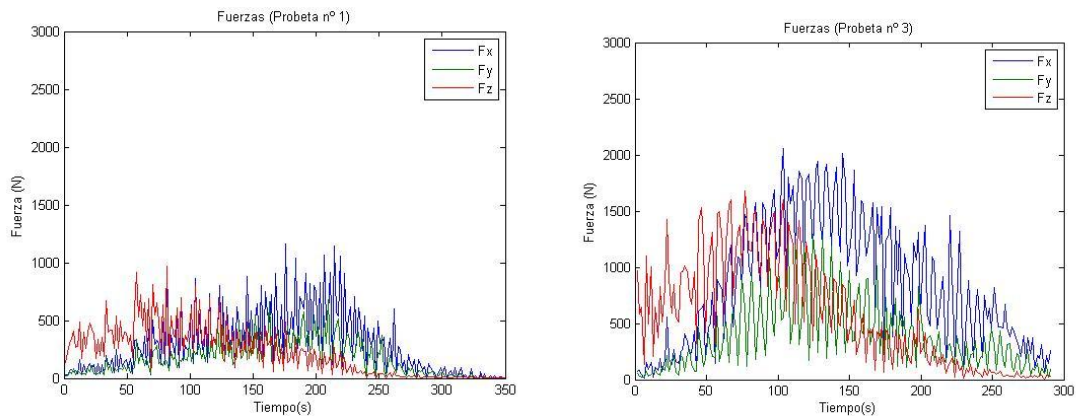 Fuerzas (Probeta nº 1)
3000
2500
2000
1500
1000
500
0
Fuerza (N)
Fx
Fy
Fz
0 50 100 150 200 250 300 350
Tiempo(s)
Fuerzas (Probeta nº 3)
3000
2500
2000
1500
1000
500
0
Fuerza (N)
Fx
Fy
Fz
0 50 100 150 200 250 300
Tiempo(s)